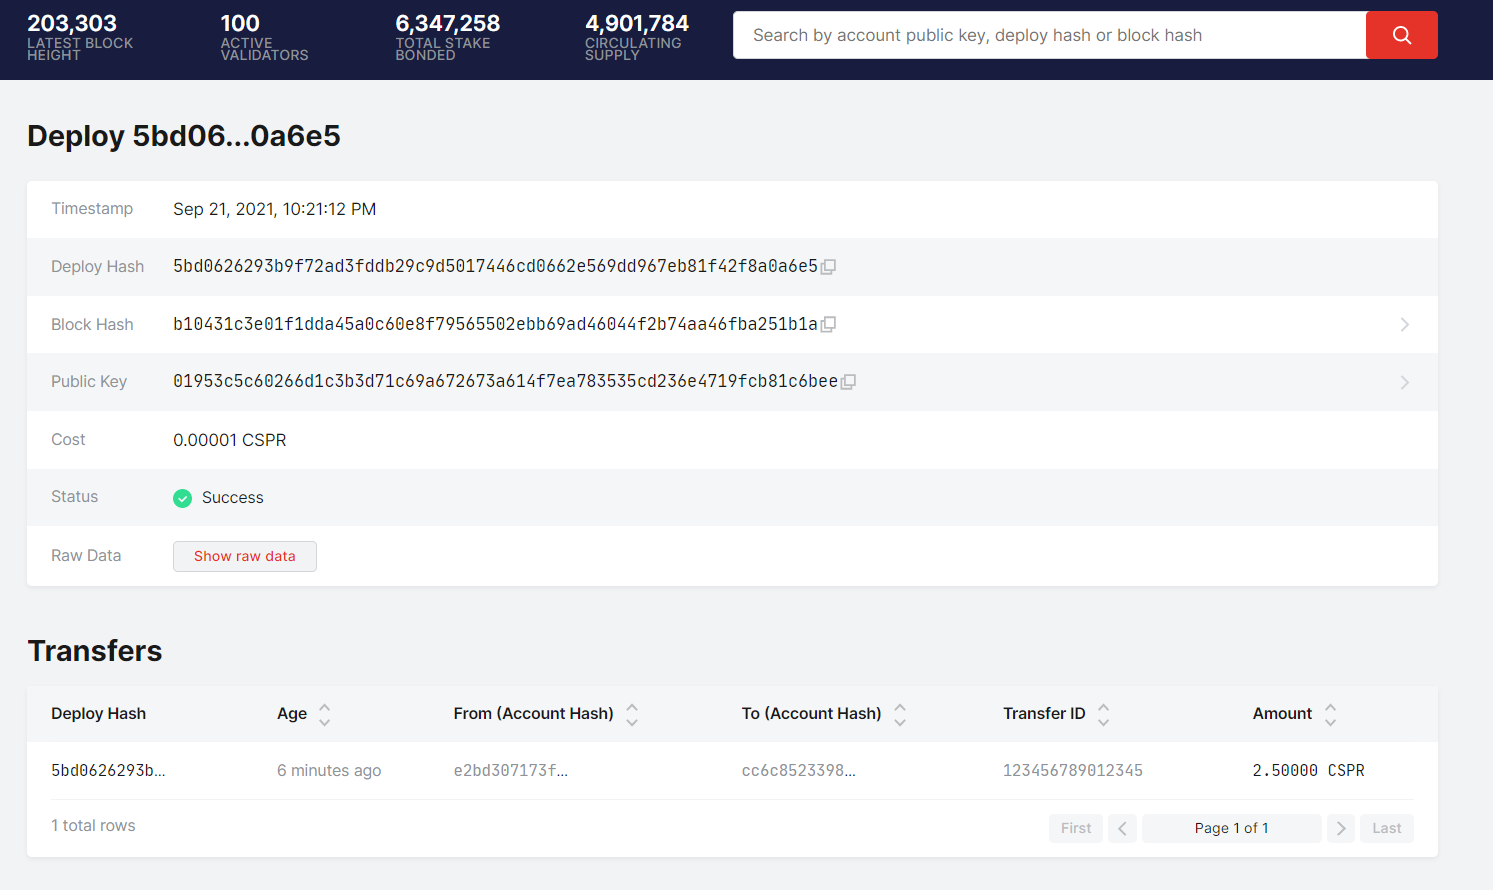 203,303
LATEST BLOCK
HEIGHT
100
ACTIVE
VALIDATORS
6,347,258
TOTAL STAKE
BONDED
4,901,784
CIRCULATING
SUPPLY
Search by account public key, deploy hash or block hash
Deploy 5bd06...0a6e5
Timestamp Sep 21, 2021, 10:21:12 PM
Deploy Hash 5bd0626293b9f72ad3fddb29c9d5017446cd0662e569dd967eb81f42f8a0a6e5
Block Hash b10431c3e01f1dda45a0c60e8f79565502ebb69ad46044f2b74aa46fba251b1a
Public Key 01953c5c60266d1c3b3d71c69a672673a614f7ea783535cd236e4719fcb81c6bee
Cost 0.00001 CSPR
Status Success
Raw Data Show raw data
Transfers
Deploy Hash Age From (Account Hash) To (Account Hash) Transfer ID Amount
5bd0626293b... 6 minutes ago e2bd307173f... cc6c8523398... 123456789012345 2.50000 CSPR
1 total rows First Page 1 of 1 Last